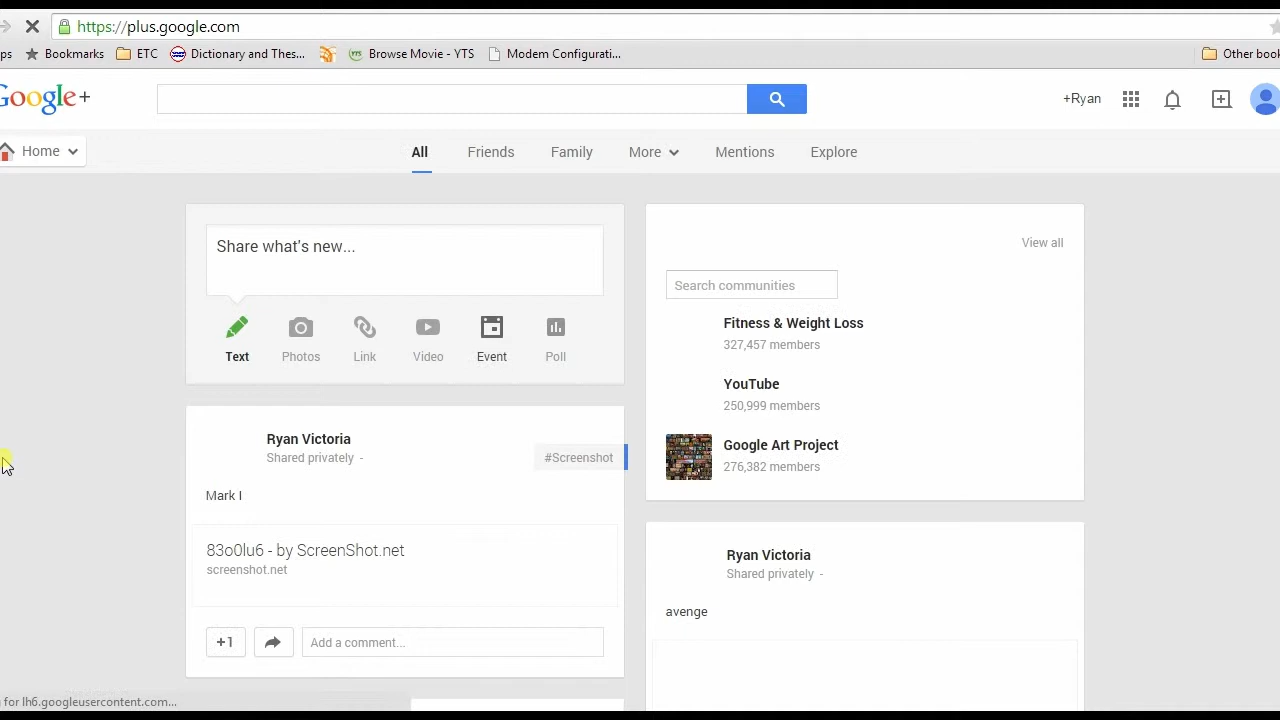 https://plus.google.com
ps Bookmarks ETC Dictionary and Thes... Browse Movie - YTS Modem Configurati... Other book
Google+
+Ryan
Home
All Friends Family More Mentions Explore
Share what's new...
Text Photos Link Video Event Poll
View all
Search communities
Fitness & Weight Loss
327,457 members
YouTube
250,999 members
Google Art Project
276,382 members
Ryan Victoria
Shared privately -
#Screenshot
Mark I
83o0lu6 - by ScreenShot.net
screenshot.net
+1 Add a comment...
Ryan Victoria
Shared privately -
avenge
for lh6.googleusercontent.com...